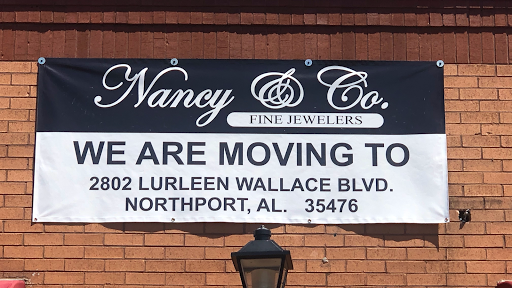 Nancy & Co.
FINE JEWELERS
WE ARE MOVING TO
2802 LURLEEN WALLACE BLVD.
NORTHPORT, AL. 35476